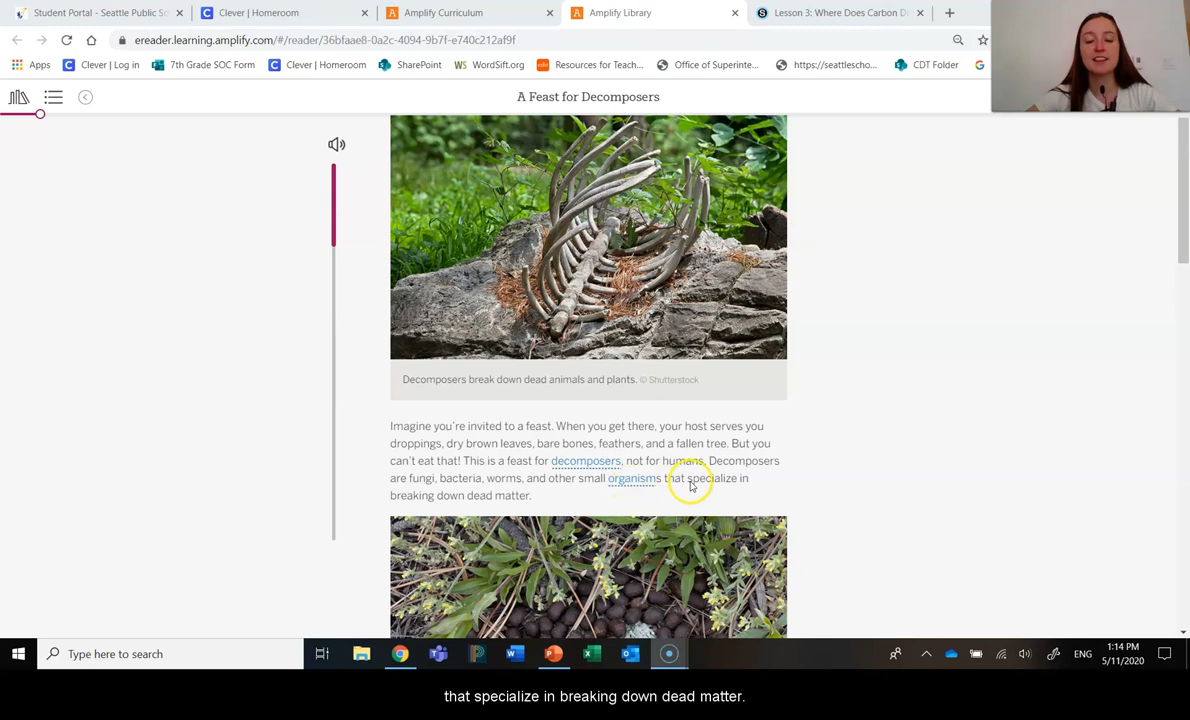 Student Portal - Seattle Public Sc
Clever | Homeroom
Amplify Curriculum
Amplify Library
Lesson 3: Where Does Carbon D
ereader.learning.amplify.com/#/reader/36bfaae8-0a2c-4094-9b7f-e740c212af9f
Apps
Clever | Log in
7th Grade SOC Form
Clever | Homeroom
SharePoint
WordSift.org
Resources for Teach...
Office of Superinte...
https://seattlescho...
CDT Folder
A Feast for Decomposers
Decomposers break down dead animals and plants. © Shutterstock
Imagine you're invited to a feast. When you get there, your host serves you
droppings, dry brown leaves, bare bones, feathers, and a fallen tree. But you
can't eat that! This is a feast for decomposers, not for humans. Decomposers
are fungi, bacteria, worms, and other small organisms that specialize in
breaking down dead matter.
Type here to search
ENG
1:14 PM
5/11/2020
that specialize in breaking down dead matter.